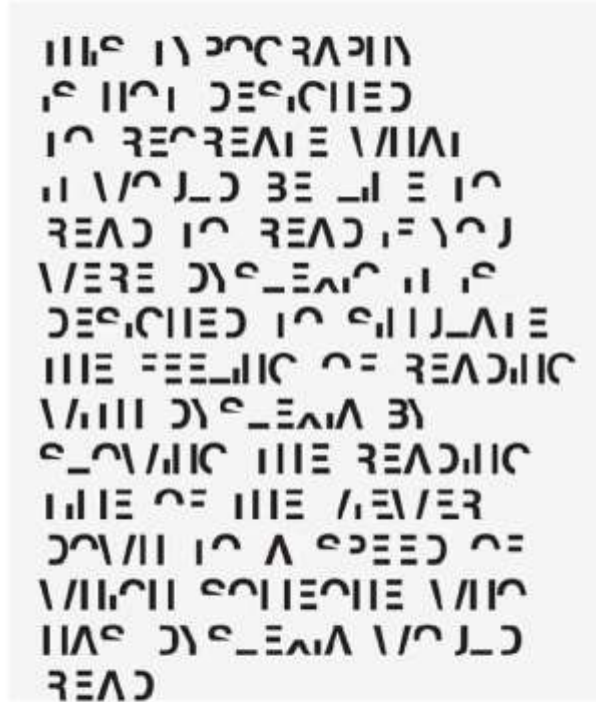 THIS TYPOGRAPHY
IS NOT DESIGNED
TO RECREATE WHAT
IT WOULD BE LIKE TO
READ TO READ IF YOU
WERE DYSLEXIC IT IS
DESIGNED TO SIMULATE
THE FEELING OF READING
WITH DYSLEXIA BY
SLOWING THE READING
TIME OF THE VIEWER
DOWN TO A SPEED OF
WHICH SOMEONE WHO
HAS DYSLEXIA WOULD
READ